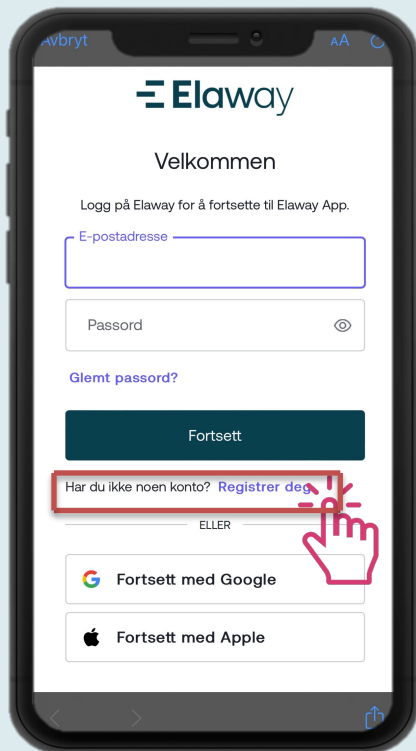 Avbryt
AA
Elaway
Velkommen
Logg på Elaway for å fortsette til Elaway App.
E-postadresse
Passord
Glemt passord?
Fortsett
Har du ikke noen konto? Registrer deg
ELLER
Fortsett med Google
Fortsett med Apple